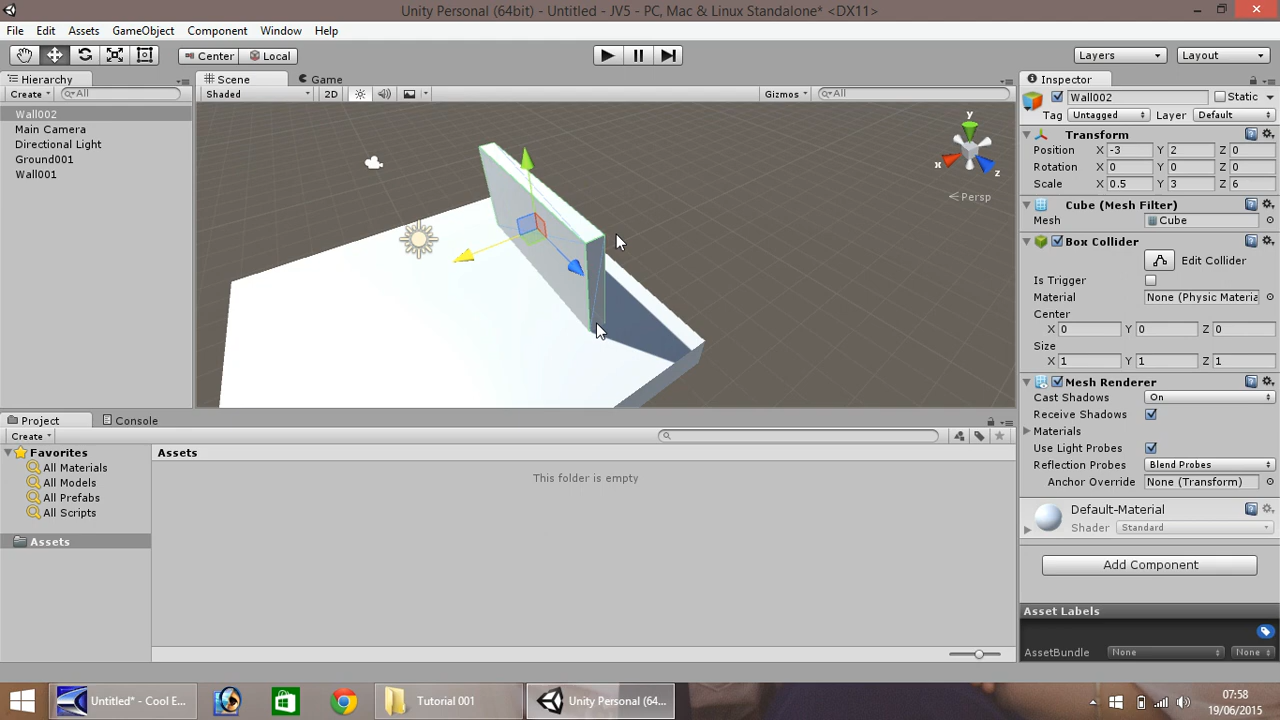 Unity Personal (64bit) - Untitled - JV5 - PC, Mac & Linux Standalone* <DX11>
File Edit Assets GameObject Component Window Help
Center Local Layers Layout
Hierarchy
Create All
Wall002
Main Camera
Directional Light
Ground001
Wall001
Scene Game
Shaded 2D Gizmos All
y
x
z
Persp
Inspector
Wall002 Static
Tag Untagged Layer Default
Transform
Position X -3 Y 2 Z 0
Rotation X 0 Y 0 Z 0
Scale X 0.5 Y 3 Z 6
Cube (Mesh Filter)
Mesh Cube
Box Collider
Edit Collider
Is Trigger
Material None (Physic Materia
Center
X 0 Y 0 Z 0
Size
X 1 Y 1 Z 1
Mesh Renderer
Cast Shadows On
Receive Shadows
Materials
Use Light Probes
Reflection Probes Blend Probes
Anchor Override None (Transform)
Default-Material
Shader Standard
Add Component
Asset Labels
AssetBundle None None
Project Console
Create
Favorites
All Materials
All Models
All Prefabs
All Scripts
Assets
Assets
This folder is empty
Untitled* - Cool E...
Tutorial 001
Unity Personal (64...
07:58
19/06/2015